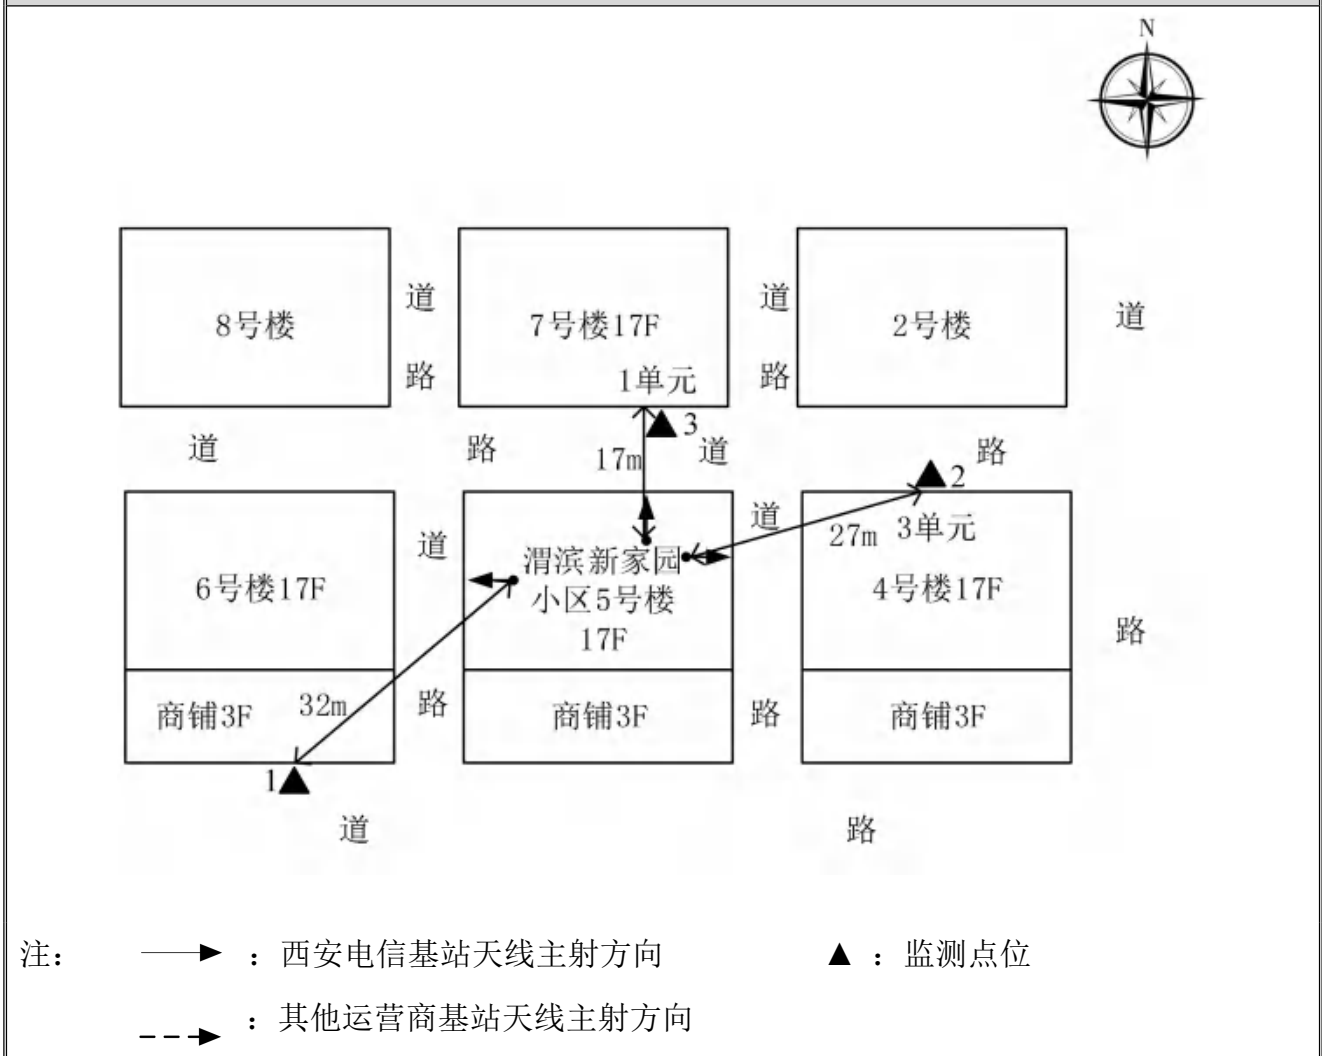 N
8号楼
道
路
7号楼17F
1单元
道
路
2号楼
道
道
路
17m
3
道
路
2
6号楼17F
道
渭滨新家园
小区5号楼
17F
道
27m
3单元
4号楼17F
路
商铺3F
32m
路
商铺3F
路
商铺3F
1
道
路
注:
:西安电信基站天线主射方向
▲:监测点位
:其他运营商基站天线主射方向